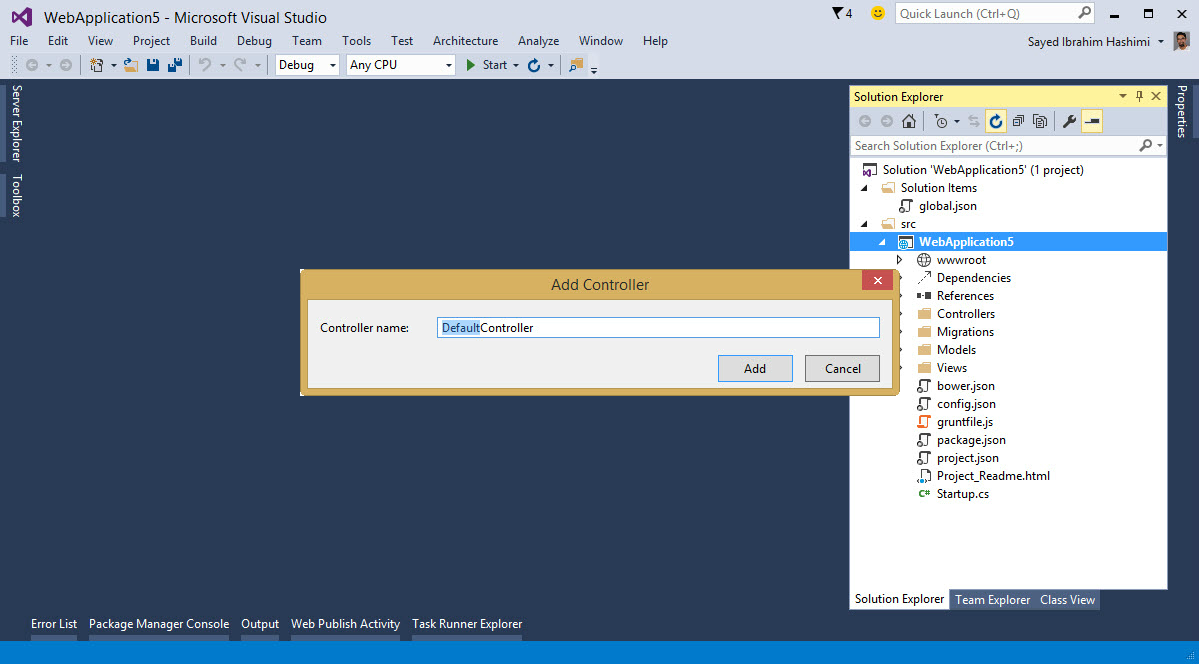 WebApplication5 - Microsoft Visual Studio
4
Quick Launch (Ctrl+Q)
File Edit View Project Build Debug Team Tools Test Architecture Analyze Window Help
Sayed Ibrahim Hashimi
Debug Any CPU Start
Server Explorer
Toolbox
Solution Explorer
Properties
Search Solution Explorer (Ctrl+;)
Solution 'WebApplication5' (1 project)
Solution Items
global.json
src
WebApplication5
wwwroot
Dependencies
References
Controllers
Migrations
Models
Views
bower.json
config.json
gruntfile.js
package.json
project.json
Project_Readme.html
C# Startup.cs
Add Controller
Controller name: DefaultController
Add Cancel
Solution Explorer Team Explorer Class View
Error List Package Manager Console Output Web Publish Activity Task Runner Explorer